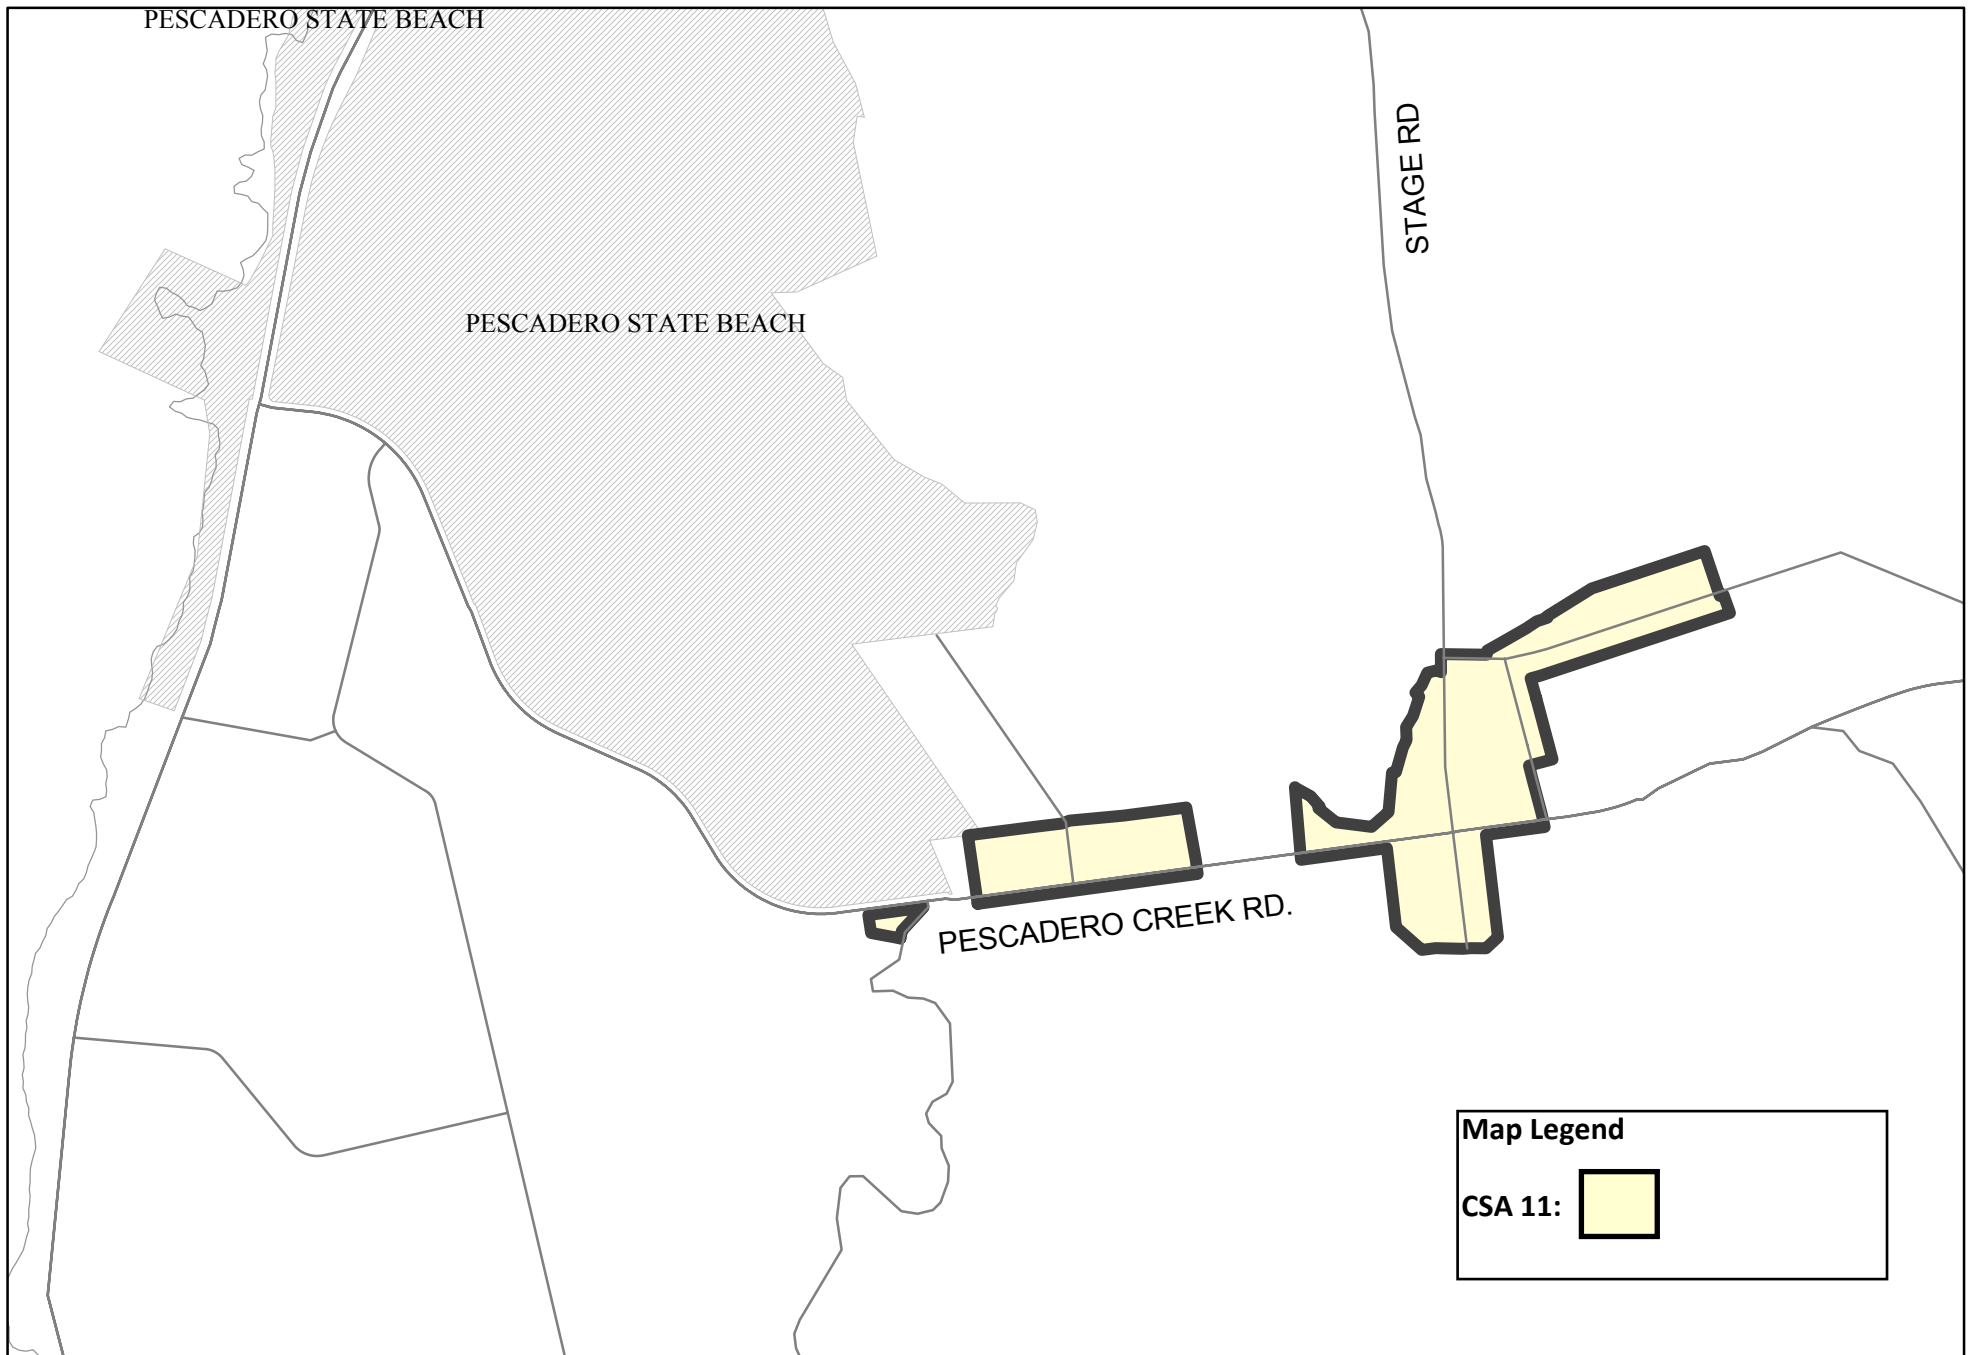 PESCADERO STATE BEACH
STAGE RD
PESCADERO STATE BEACH
PESCADERO CREEK RD.
Map Legend
CSA 11: